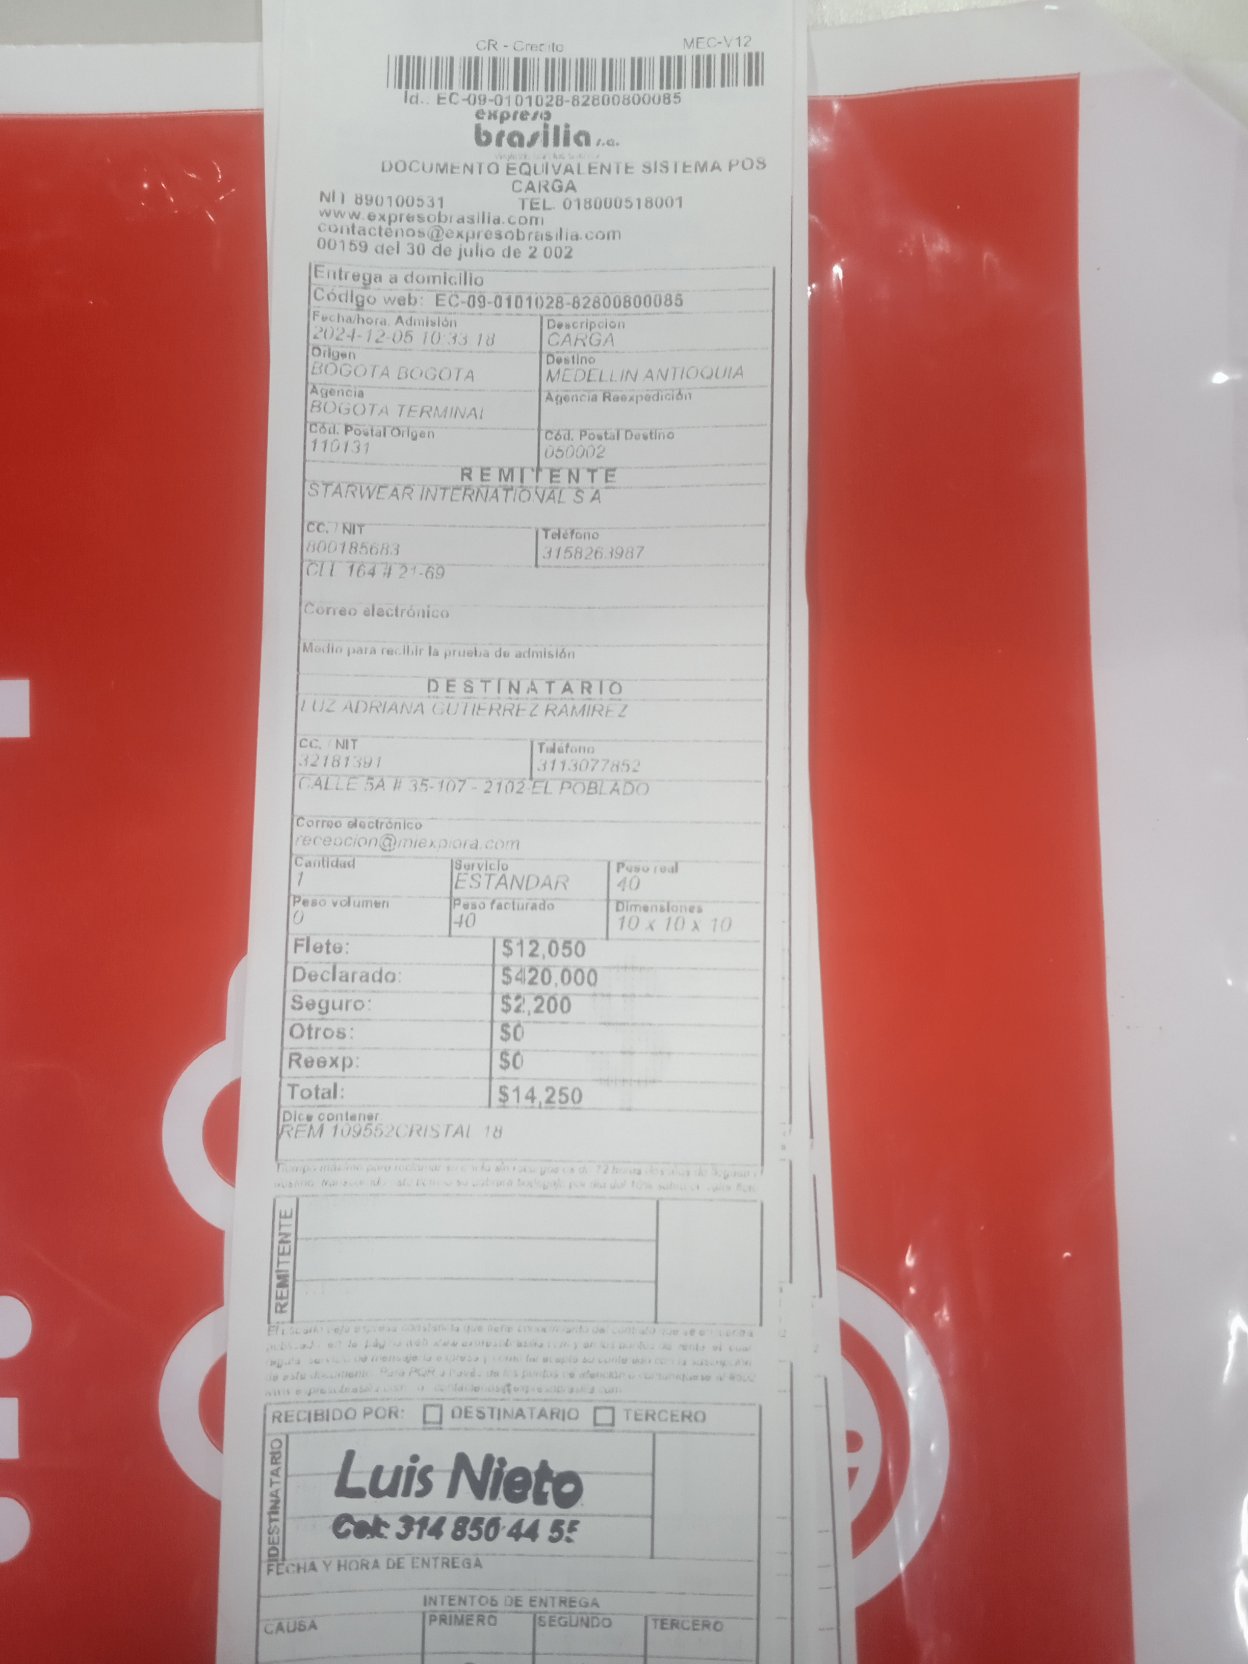 CR - Credito MEC-V12
Id.. EC-09-0101028-82800800085
expreso
brasilia s.a.
DOCUMENTO EQUIVALENTE SISTEMA POS
CARGA
NIT 890100531 TEL. 018000518001
www.expresobrasilia.com
contactenos@expresobrasilia.com
00159 del 30 de julio de 2 002
Entrega a domicilio
Código web: EC-09-0101028-82800800085
Fecha/hora. Admisión Descripción
2024-12-05 10:33 18 CARGA
Origen Destino
BOGOTA BOGOTA MEDELLIN ANTIOQUIA
Agencia Agencia Reexpedición
BOGOTA TERMINAL
Cód. Postal Origen Cód. Postal Destino
110131 050002
REMITENTE
STARWEAR INTERNATIONAL S A
CC. / NIT Teléfono
800185683 3158263987
CLL 164 # 21-69
Correo electrónico
Medio para recibir la prueba de admisión
DESTINATARIO
LUZ ADRIANA GUTIERREZ RAMIREZ
CC. / NIT Teléfono
32181391 3113077852
CALLE 5A # 35-107 - 2102 EL POBLADO
Correo electrónico
recepcion@miexplora.com
Cantidad Servicio Peso real
1 ESTANDAR 40
Peso volumen Peso facturado Dimensiones
0 40 10 x 10 x 10
Flete: $12,050
Declarado: $420,000
Seguro: $2,200
Otros: $0
Reexp: $0
Total: $14,250
Dice contener
REM 109552CRISTAL 18
REMITENTE
RECIBIDO POR: DESTINATARIO TERCERO
DESTINATARIO
Luis Nieto
Cel: 314 850 44 55
FECHA Y HORA DE ENTREGA
INTENTOS DE ENTREGA
CAUSA PRIMERO SEGUNDO TERCERO